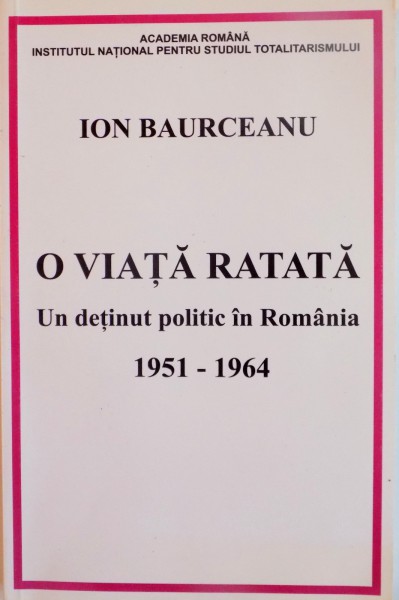 ACADEMIA ROMÂNĂ
INSTITUTUL NAȚIONAL PENTRU STUDIUL TOTALITARISMULUI
ION BAURCEANU
O VIAȚĂ RATATĂ
Un deținut politic în România
1951 - 1964